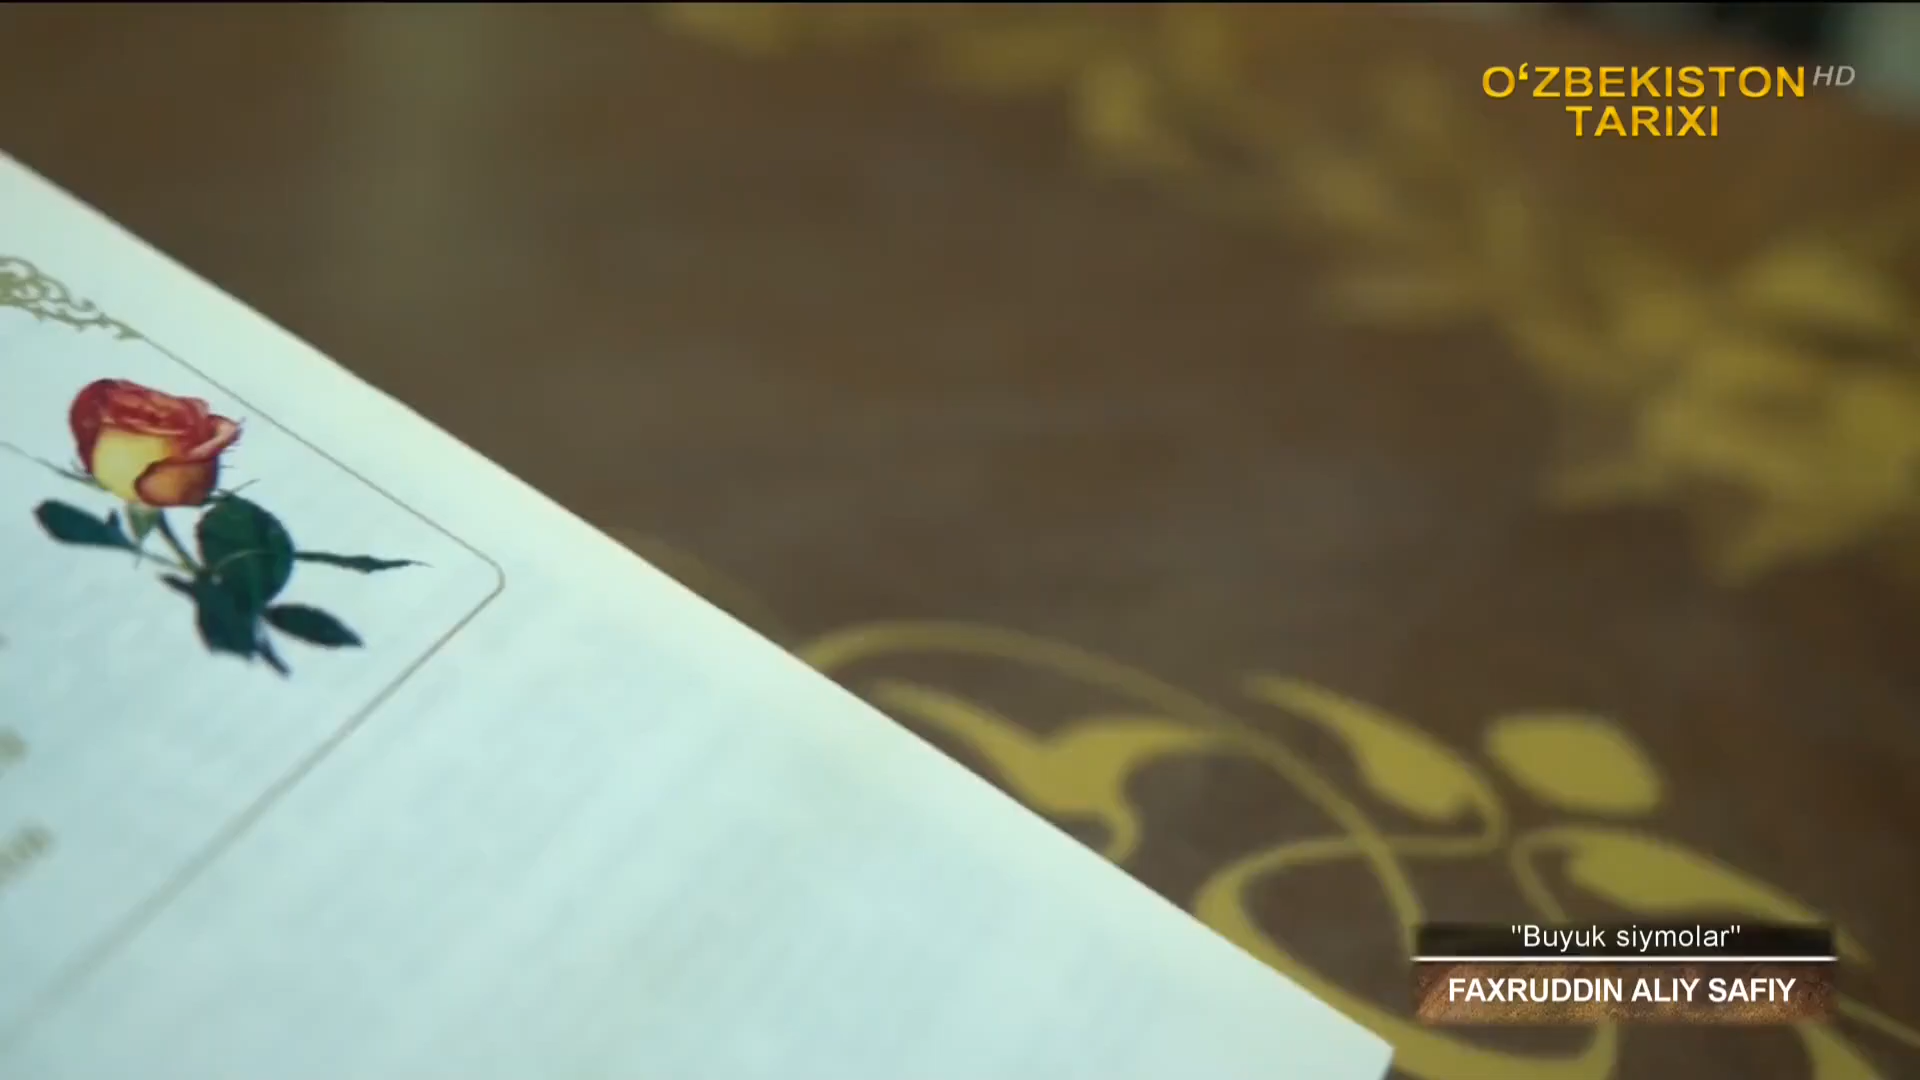 O‘ZBEKISTON HD
TARIXI
"Buyuk siymolar"
FAXRUDDIN ALIY SAFIY